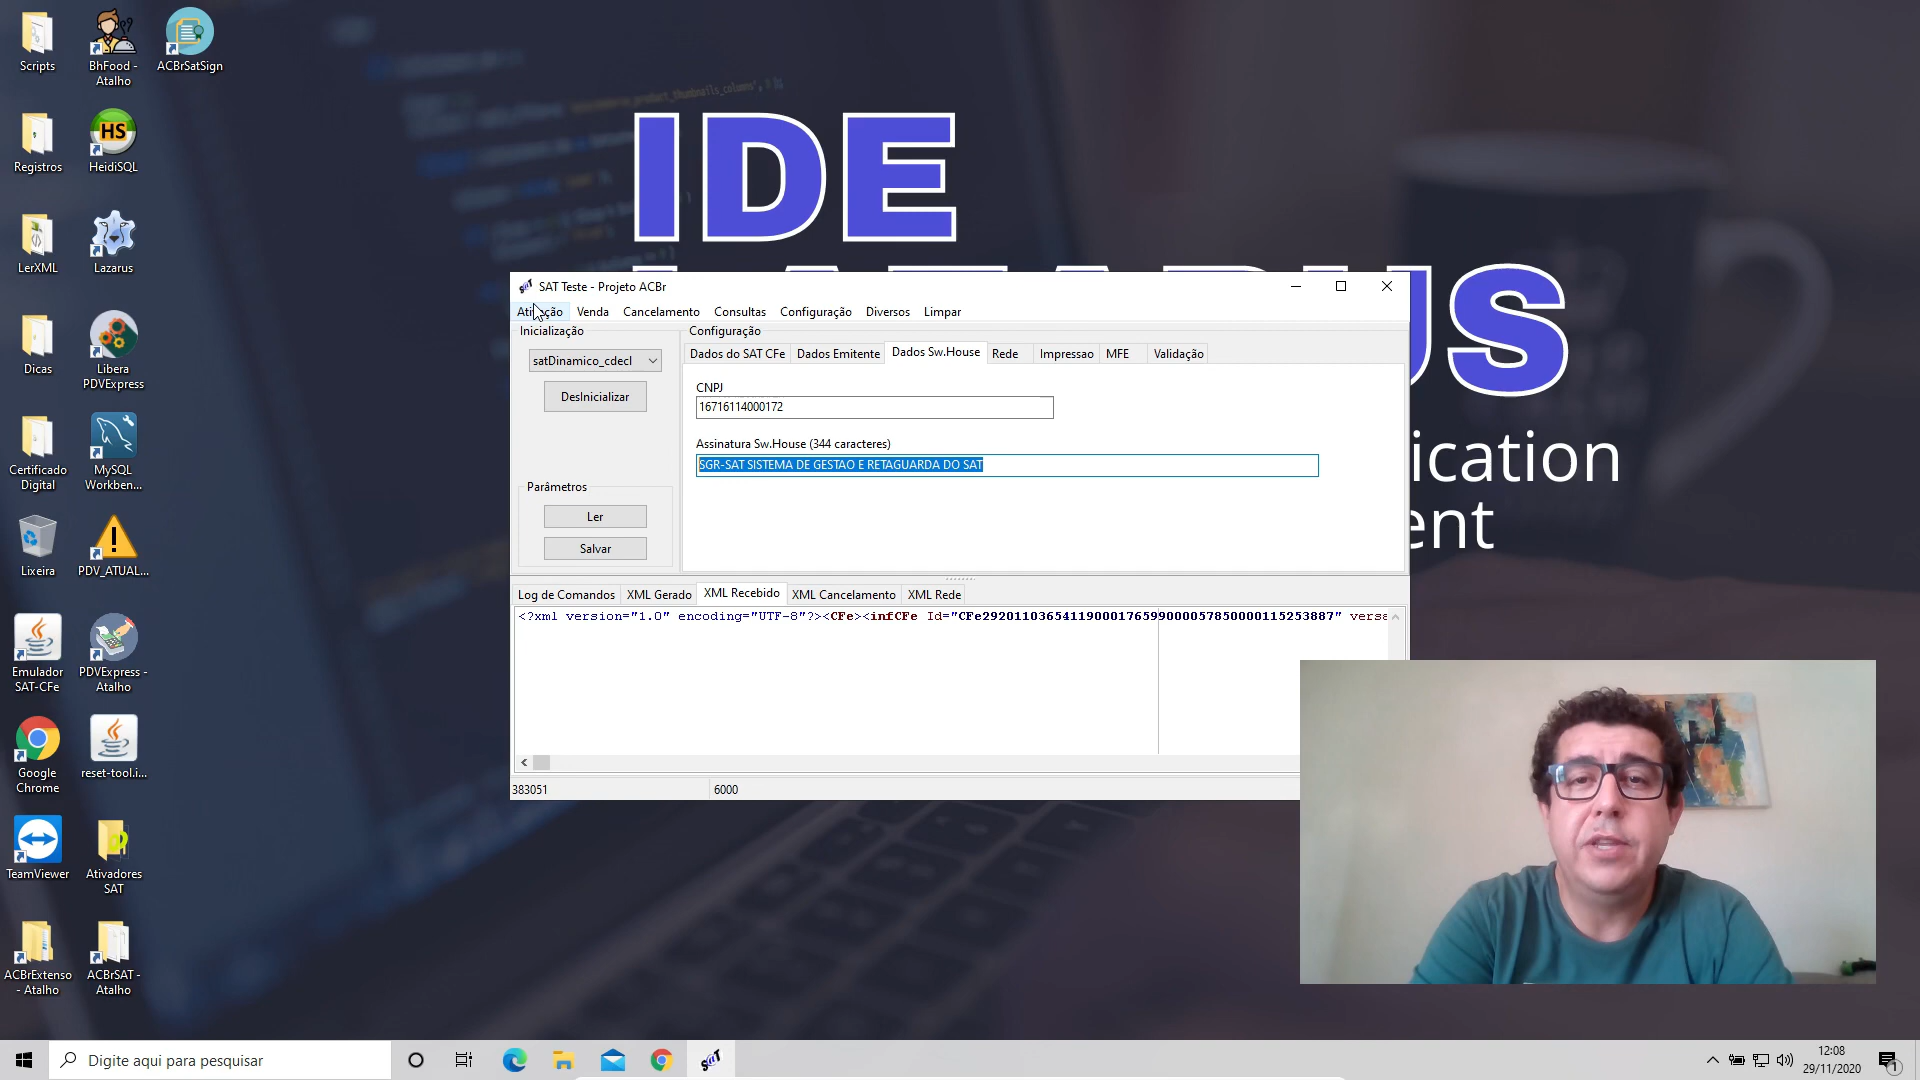 Scripts
BhFood -
Atalho
ACBrSatSign
Registros
HeidiSQL
LerXML
Lazarus
Dicas
Libera
PDVExpress
Certificado
Digital
MySQL
Workben...
Lixeira
PDV_ATUAL...
Emulador
SAT-CFe
PDVExpress -
Atalho
Google
Chrome
reset-tool.i...
TeamViewer
Ativadores
SAT
ACBrExtenso
- Atalho
ACBrSAT -
Atalho
IDE
US
ication
ent
SAT Teste - Projeto ACBr
Ativação Venda Cancelamento Consultas Configuração Diversos Limpar
Inicialização
satDinamico_cdecl
DesInicializar
Parâmetros
Ler
Salvar
Configuração
Dados do SAT CFe Dados Emitente Dados Sw.House Rede Impressao MFE Validação
CNPJ
16716114000172
Assinatura Sw.House (344 caracteres)
SGR-SAT SISTEMA DE GESTAO E RETAGUARDA DO SAT
Log de Comandos XML Gerado XML Recebido XML Cancelamento XML Rede
<?xml version="1.0" encoding="UTF-8"?><CFe><infCFe Id="CFe29201103654119000176599000057850000115253887" versa
383051 6000
Digite aqui para pesquisar
12:08
29/11/2020
1